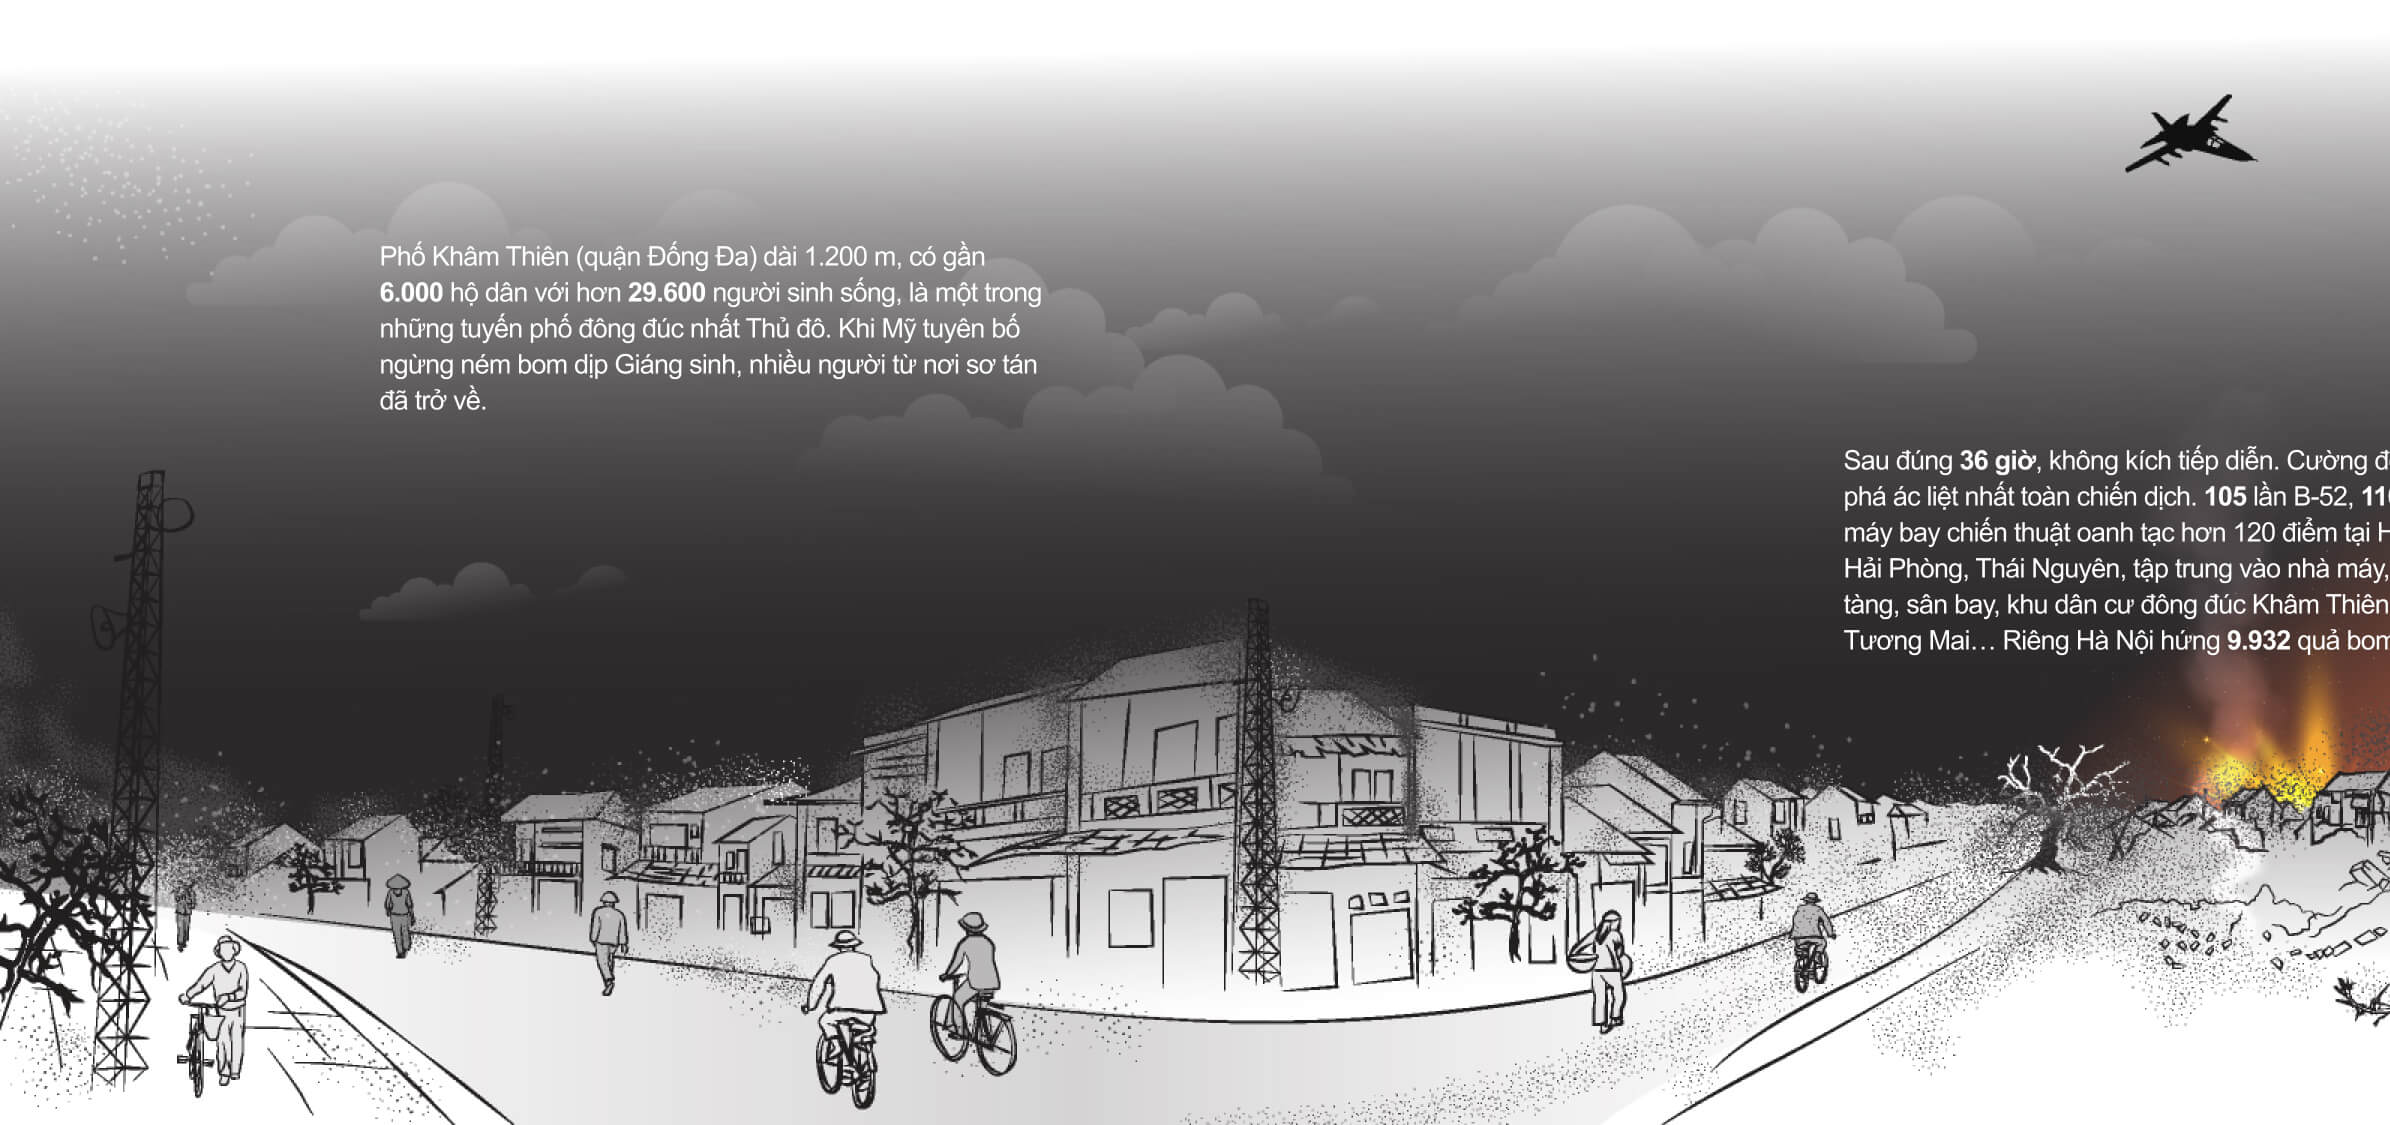 Phố Khâm Thiên (quận Đống Đa) dài 1.200 m, có gần
6.000 hộ dân với hơn 29.600 người sinh sống, là một trong
những tuyến phố đông đúc nhất Thủ đô. Khi Mỹ tuyên bố
ngừng ném bom dịp Giáng sinh, nhiều người từ nơi sơ tán
đã trở về.
Sau đúng 36 giờ, không kích tiếp diễn. Cường
phá ác liệt nhất toàn chiến dịch. 105 lần B-52,
máy bay chiến thuật oanh tạc hơn 120 điểm tại
Hải Phòng, Thái Nguyên, tập trung vào nhà máy,
tàng, sân bay, khu dân cư đông đúc Khâm Thiên
Tương Mai… Riêng Hà Nội hứng 9.932 quả bom